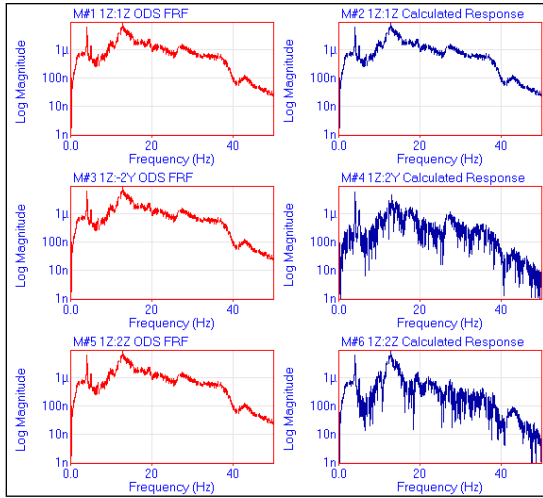 M#1 1Z:1Z ODS FRF
Log Magnitude
1µ
100n
10n
1n
0.0
20
40
Frequency (Hz)
M#2 1Z:1Z Calculated Response
Log Magnitude
1µ
100n
10n
1n
0.0
20
40
Frequency (Hz)
M#3 1Z:-2Y ODS FRF
Log Magnitude
1µ
100n
10n
1n
0.0
20
40
Frequency (Hz)
M#4 1Z:2Y Calculated Response
Log Magnitude
1µ
100n
10n
1n
0.0
20
40
Frequency (Hz)
M#5 1Z:2Z ODS FRF
Log Magnitude
1µ
100n
10n
1n
0.0
20
40
Frequency (Hz)
M#6 1Z:2Z Calculated Response
Log Magnitude
1µ
100n
10n
1n
0.0
20
40
Frequency (Hz)